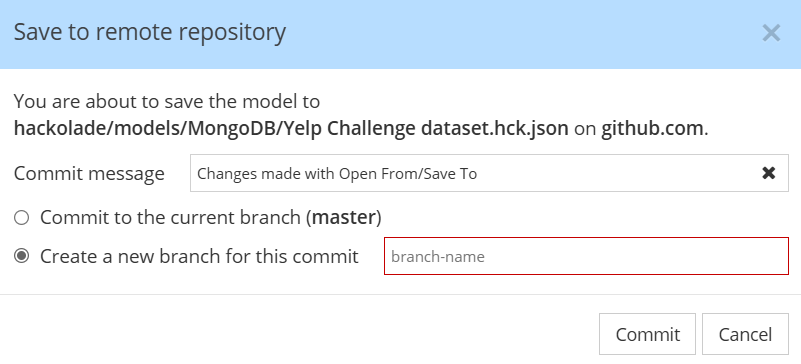 Save to remote repository
You are about to save the model to
hackolade/models/MongoDB/Yelp Challenge dataset.hck.json on github.com.
Commit message
Changes made with Open From/Save To
Commit to the current branch (master)
Create a new branch for this commit
branch-name
Commit
Cancel